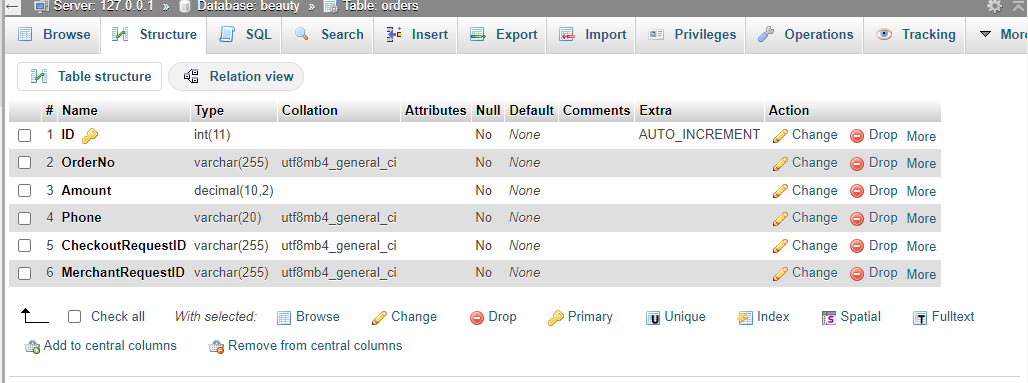 Server: 127.0.0.1 » Database: beauty » Table: orders
Browse Structure SQL Search Insert Export Import Privileges Operations Tracking More
Table structure Relation view
# Name Type Collation Attributes Null Default Comments Extra Action
1 ID int(11) No None AUTO_INCREMENT Change Drop More
2 OrderNo varchar(255) utf8mb4_general_ci No None Change Drop More
3 Amount decimal(10,2) No None Change Drop More
4 Phone varchar(20) utf8mb4_general_ci No None Change Drop More
5 CheckoutRequestID varchar(255) utf8mb4_general_ci No None Change Drop More
6 MerchantRequestID varchar(255) utf8mb4_general_ci No None Change Drop More
Check all With selected: Browse Change Drop Primary Unique Index Spatial Fulltext
Add to central columns Remove from central columns